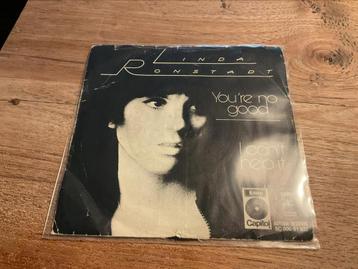 LINDA
RONSTADT
You're no
good
I can't
help it
Capitol